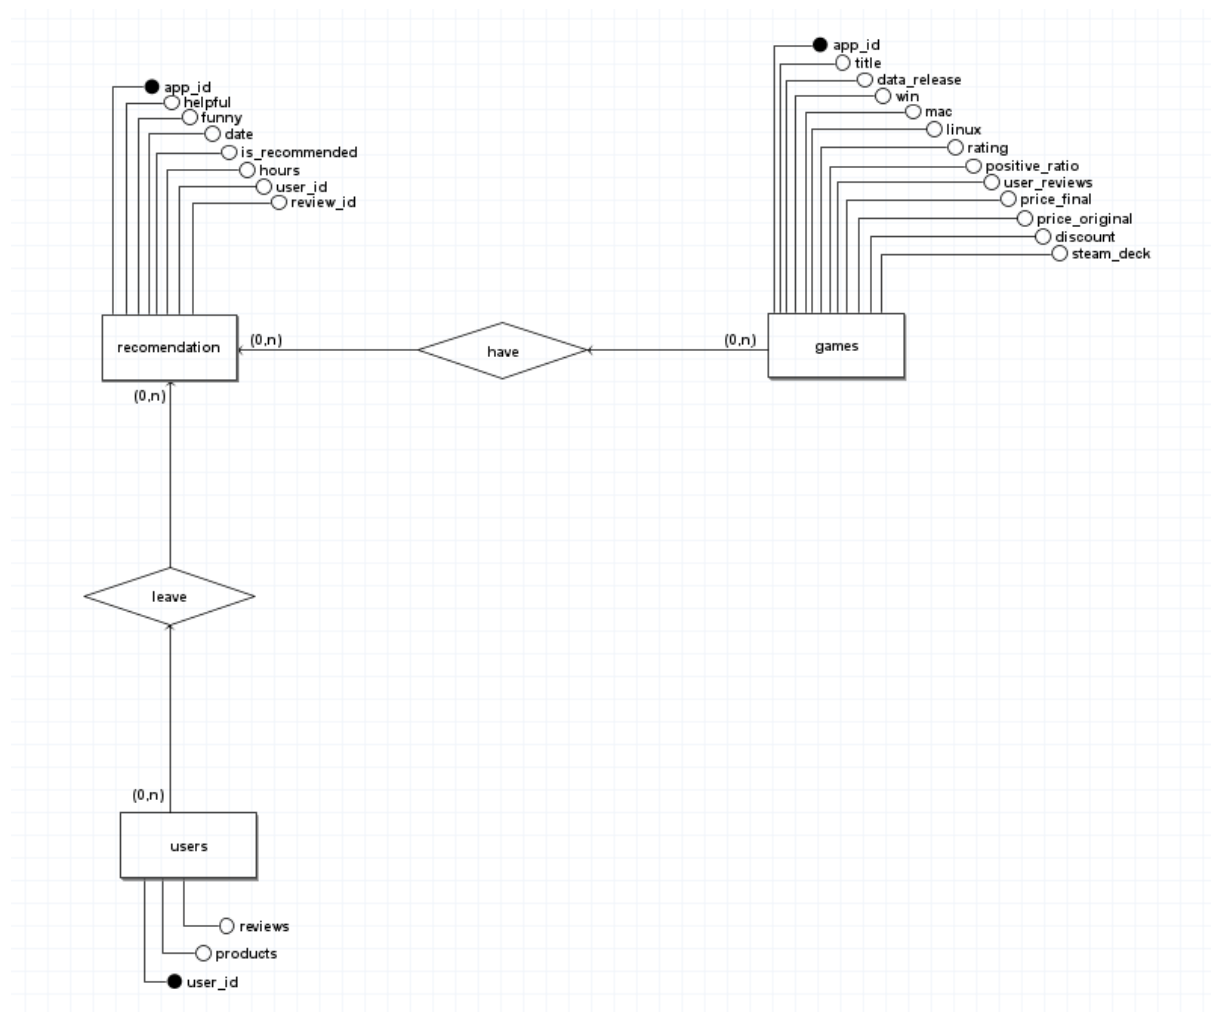 app_id
helpful
funny
date
is_recommended
hours
user_id
review_id
app_id
title
data_release
win
mac
linux
rating
positive_ratio
user_reviews
price_final
price_original
discount
steam_deck
recomendation
(0,n)
have
(0,n)
games
(0,n)
leave
(0,n)
users
reviews
products
user_id